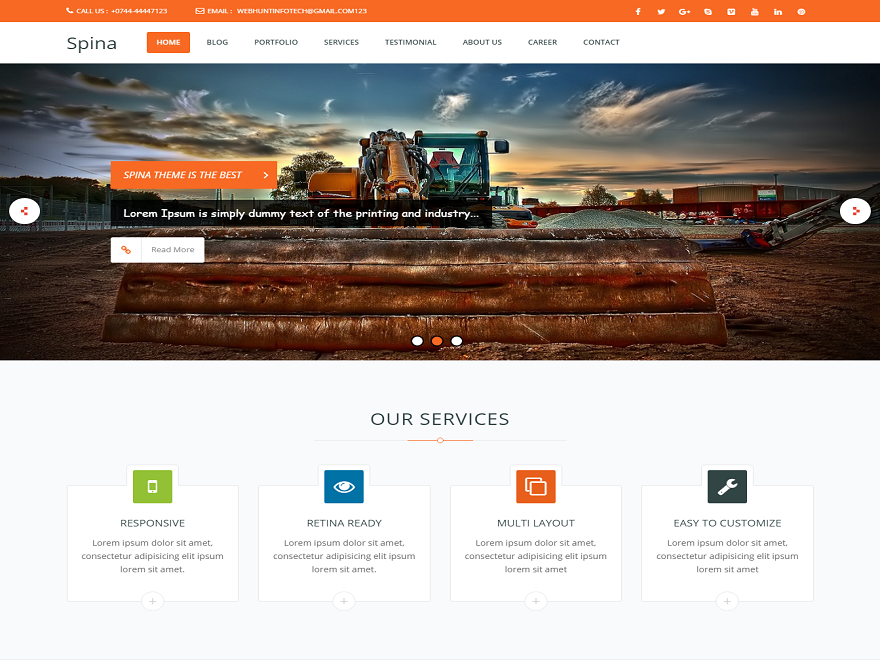 CALL US : +0744-44447123 EMAIL : WEBHUNTINFOTECH@GMAIL.COM123
Spina HOME BLOG PORTFOLIO SERVICES TESTIMONIAL ABOUT US CAREER CONTACT
SPINA THEME IS THE BEST
Lorem Ipsum is simply dummy text of the printing and industry...
Read More
OUR SERVICES
RESPONSIVE
Lorem ipsum dolor sit amet,
consectetur adipisicing elit ipsum
lorem sit amet.
RETINA READY
Lorem ipsum dolor sit amet,
consectetur adipisicing elit ipsum
lorem sit amet.
MULTI LAYOUT
Lorem ipsum dolor sit amet,
consectetur adipisicing elit ipsum
lorem sit amet
EASY TO CUSTOMIZE
Lorem ipsum dolor sit amet,
consectetur adipisicing elit ipsum
lorem sit amet